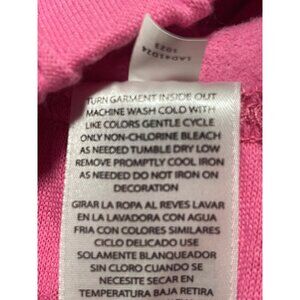 LAD41024
1023
TURN GARMENT INSIDE OUT
MACHINE WASH COLD WITH
LIKE COLORS GENTLE CYCLE
ONLY NON-CHLORINE BLEACH
AS NEEDED TUMBLE DRY LOW
REMOVE PROMPTLY COOL IRON
AS NEEDED DO NOT IRON ON
DECORATION
GIRAR LA ROPA AL REVES LAVAR
EN LA LAVADORA CON AGUA
FRIA CON COLORES SIMILARES
CICLO DELICADO USE
SOLAMENTE BLANQUEADOR
SIN CLORO CUANDO SE
NECESITE SECAR EN
TEMPERATURA BAJA RETIRA